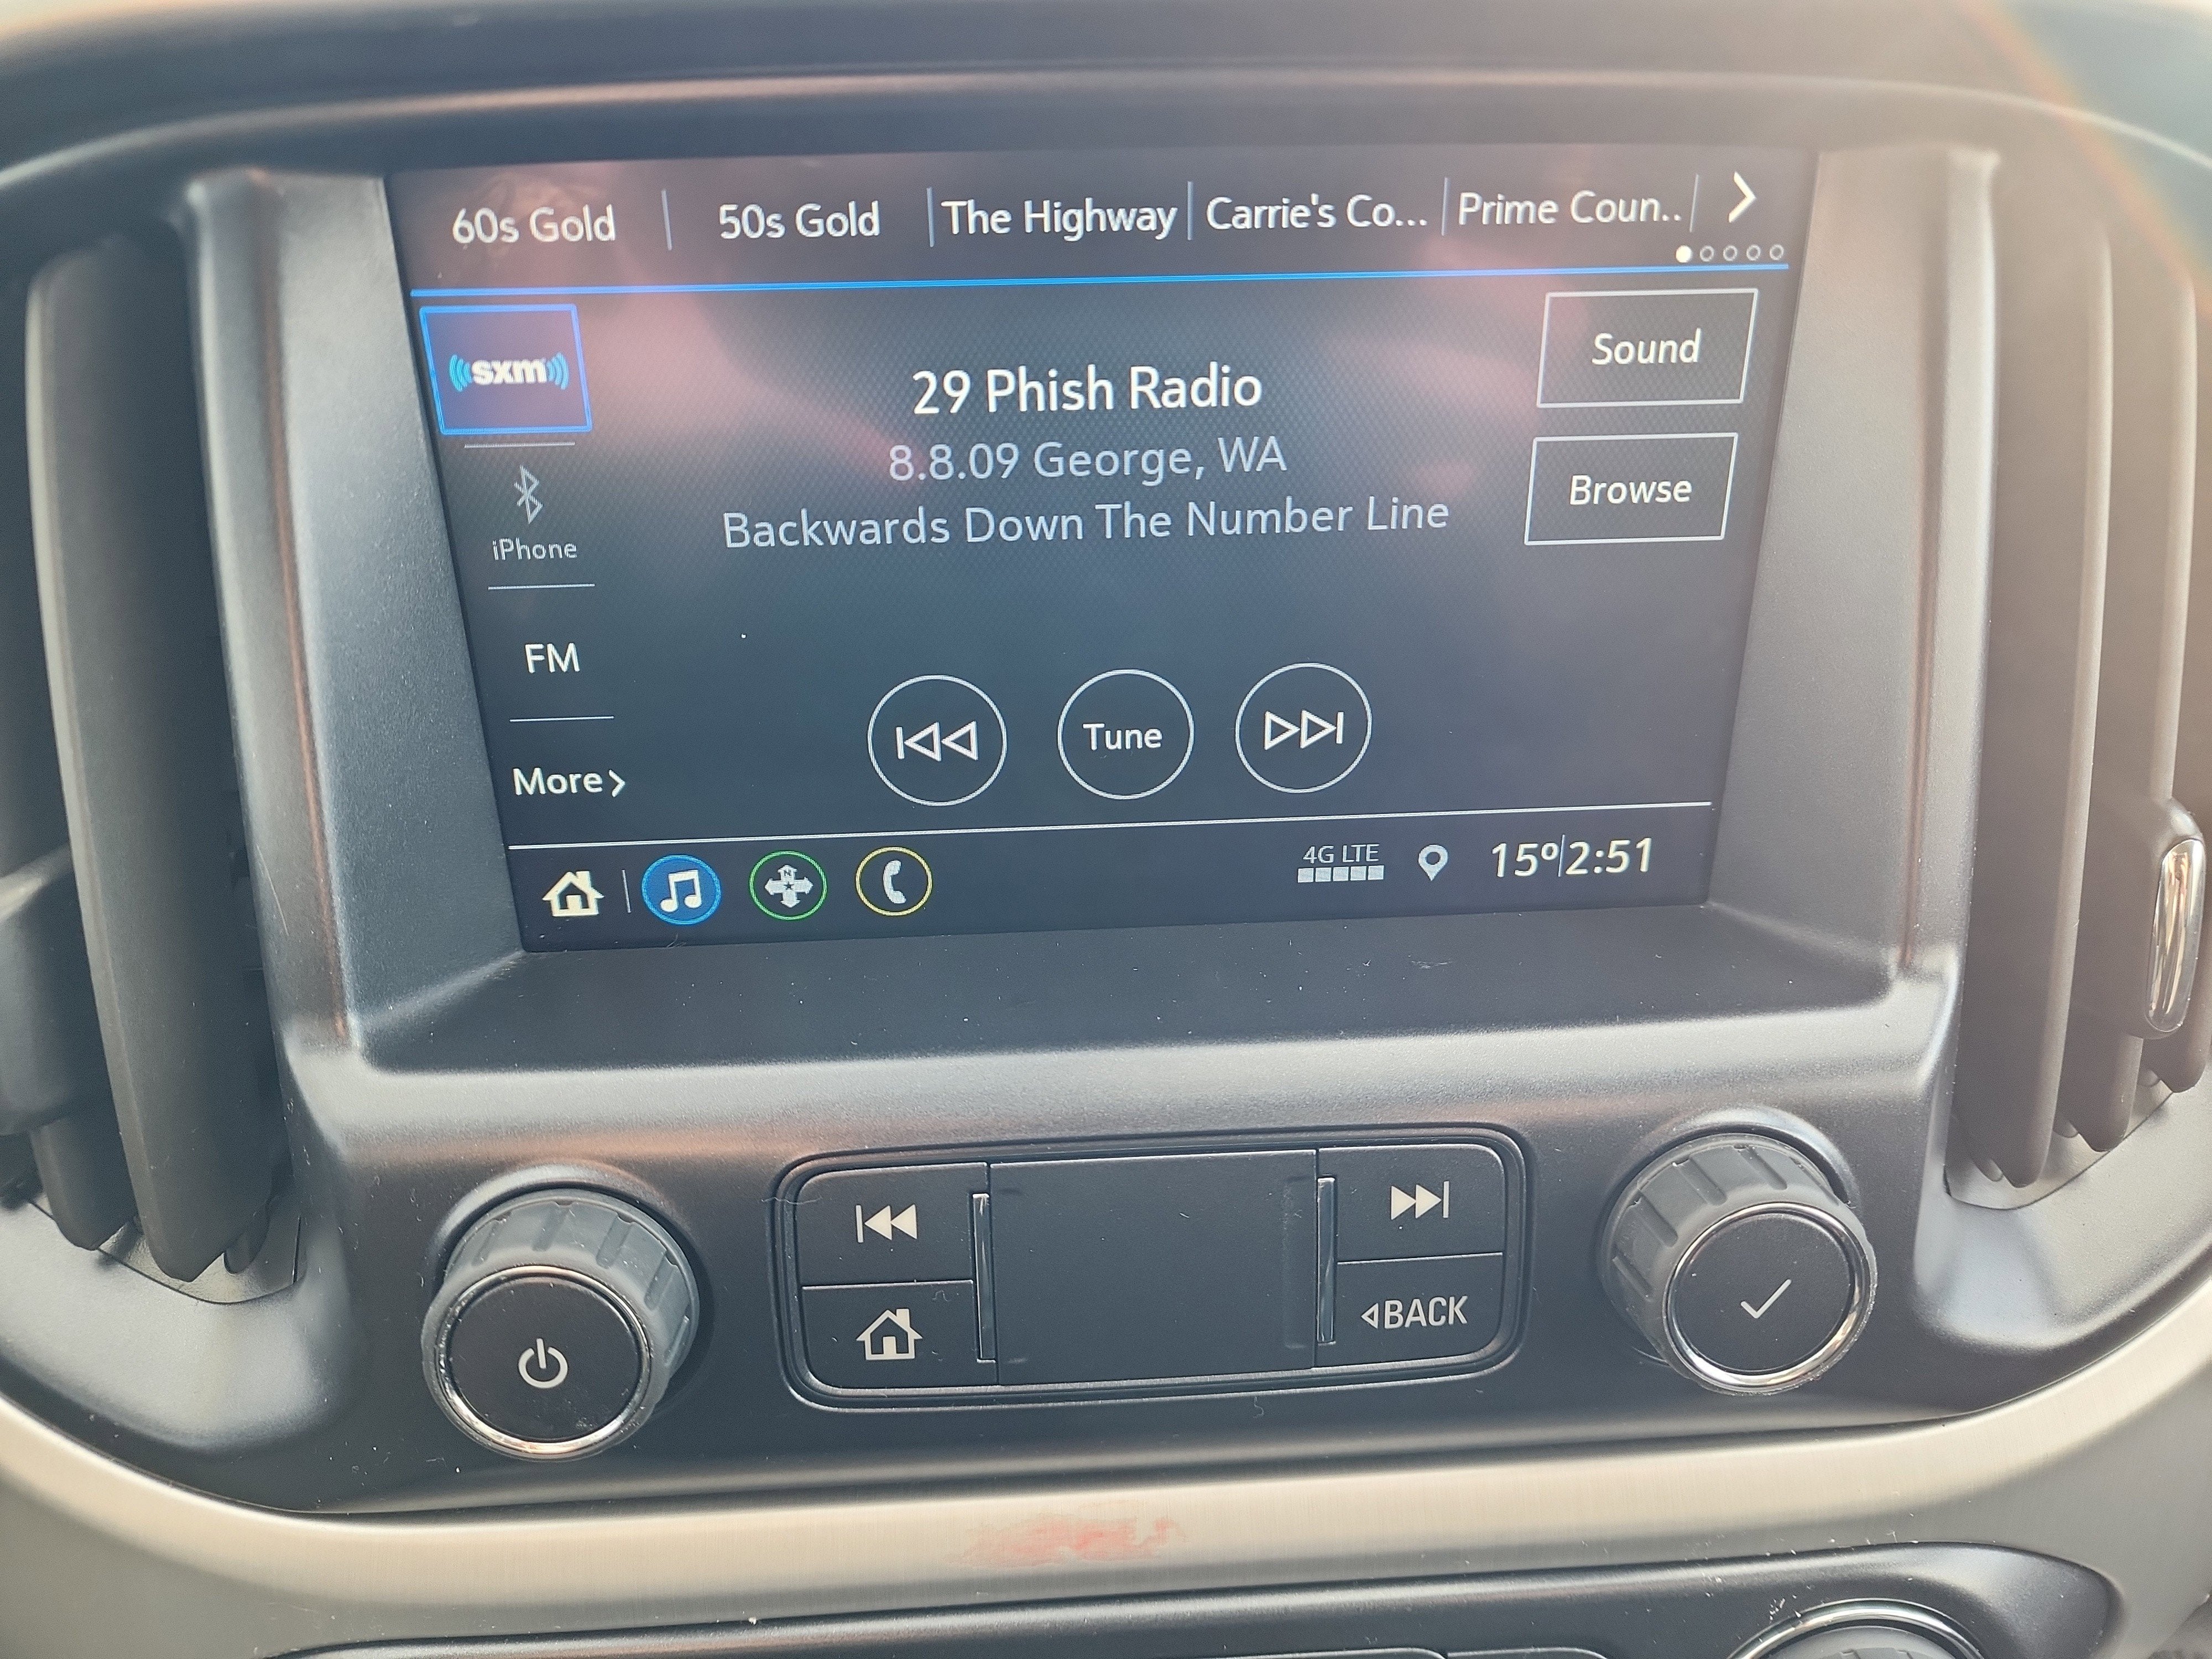 60s Gold
50s Gold
The Highway
Carrie's Co...
Prime Coun..
sxm
29 Phish Radio
8.8.09 George, WA
Backwards Down The Number Line
Sound
Browse
iPhone
FM
More
Tune
4G LTE
15º
2:51
N
BACK